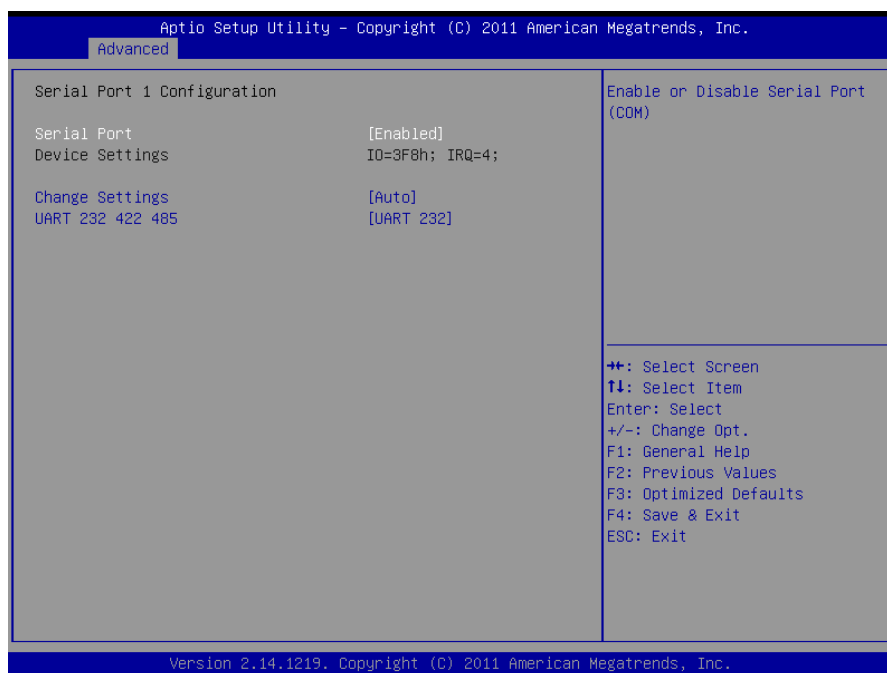 Aptio Setup Utility – Copyright (C) 2011 American Megatrends, Inc.
Advanced
Serial Port 1 Configuration
Serial Port [Enabled]
Device Settings IO=3F8h; IRQ=4;
Change Settings [Auto]
UART 232 422 485 [UART 232]
Enable or Disable Serial Port
(COM)
→←: Select Screen
↑↓: Select Item
Enter: Select
+/-: Change Opt.
F1: General Help
F2: Previous Values
F3: Optimized Defaults
F4: Save & Exit
ESC: Exit
Version 2.14.1219. Copyright (C) 2011 American Megatrends, Inc.